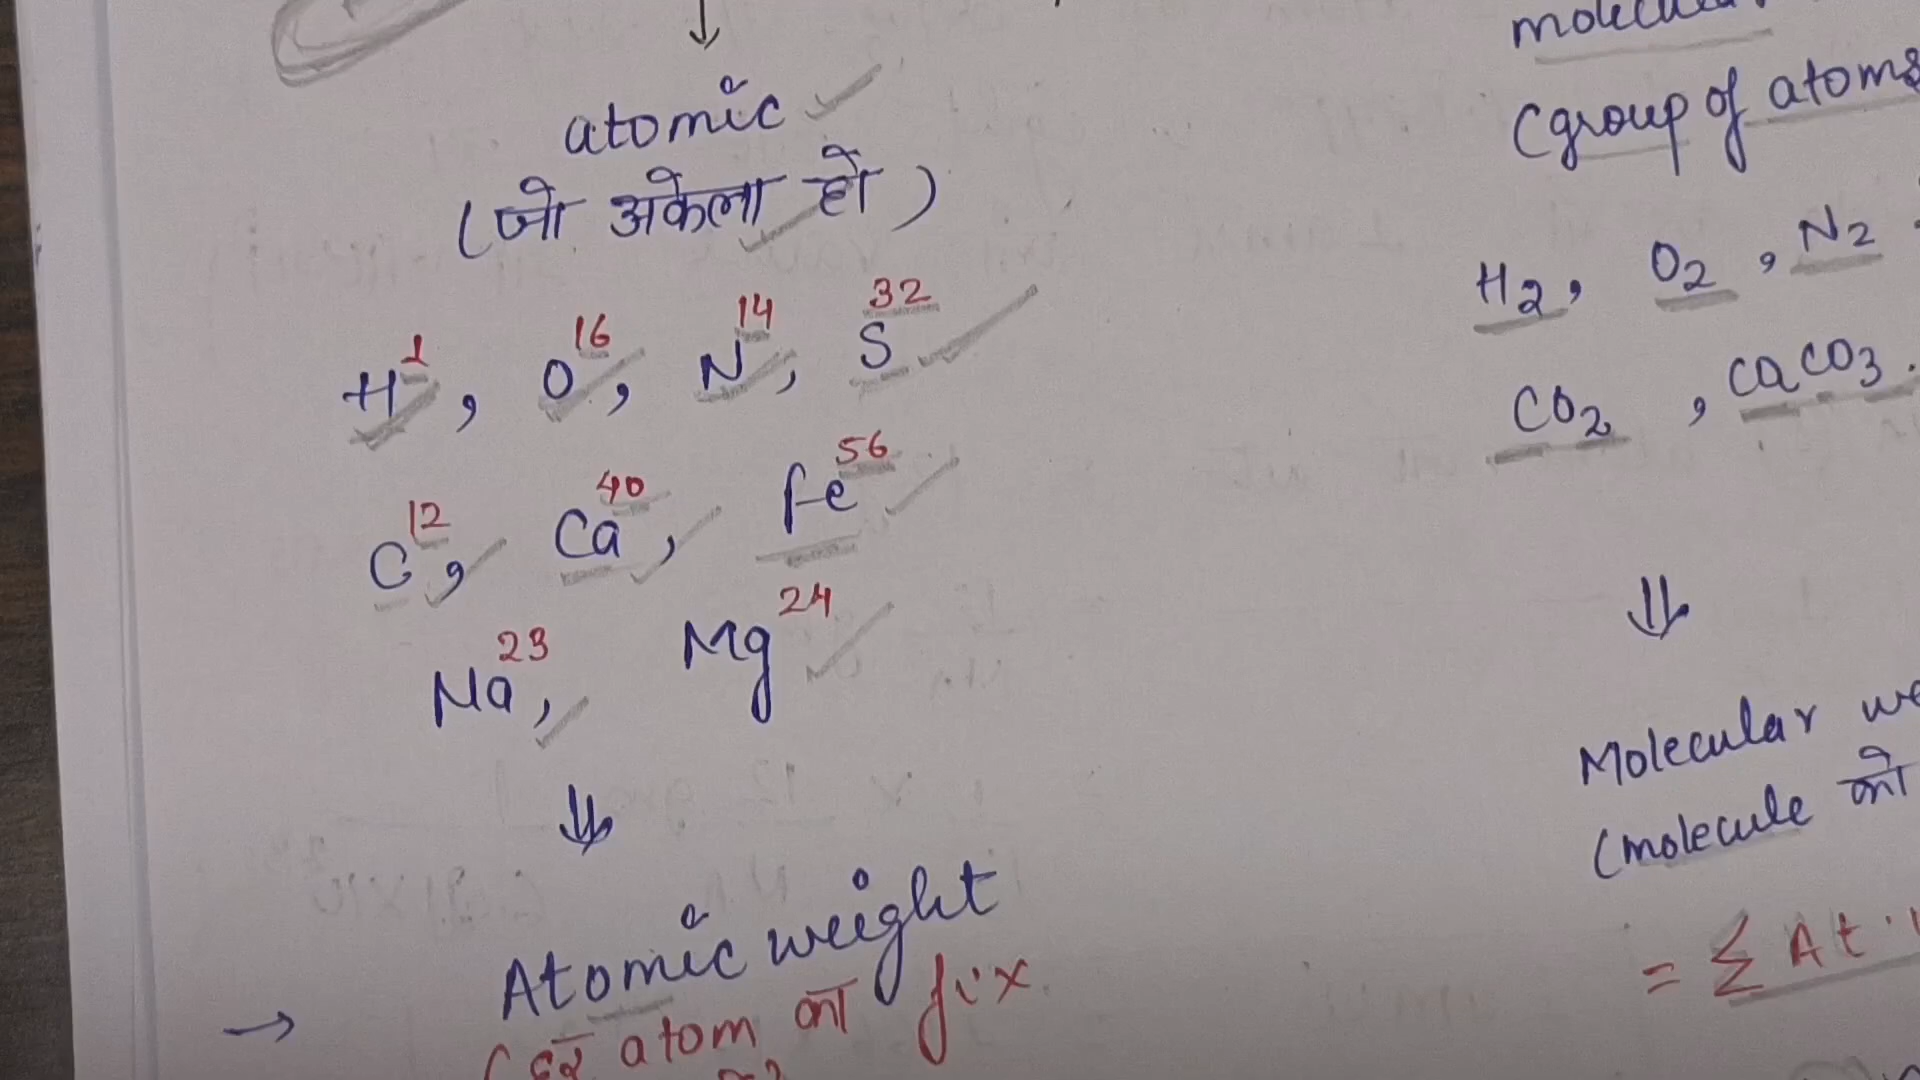 atomic
(जो अकेला हो)
H¹, O¹⁶, N¹⁴, S³²
C¹², Ca⁴⁰, Fe⁵⁶
Na²³, Mg²⁴
⇓
Atomic weight
→ (हर atom का fix
(group of atoms
H₂, O₂, N₂
CO₂, CaCO₃.
⇓
Molecular
(molecule को
= Σ At.